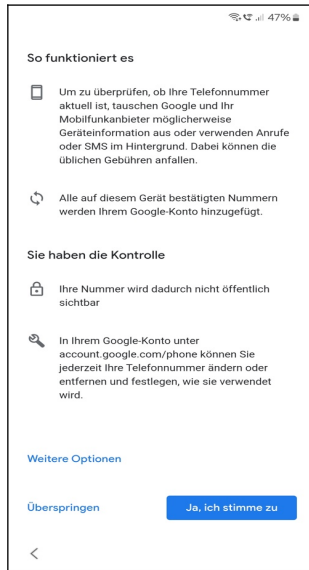 47%
So funktioniert es
Um zu überprüfen, ob Ihre Telefonnummer
aktuell ist, tauschen Google und Ihr
Mobilfunkanbieter möglicherweise
Geräteinformation aus oder verwenden Anrufe
oder SMS im Hintergrund. Dabei können die
üblichen Gebühren anfallen.
Alle auf diesem Gerät bestätigten Nummern
werden Ihrem Google-Konto hinzugefügt.
Sie haben die Kontrolle
Ihre Nummer wird dadurch nicht öffentlich
sichtbar
In Ihrem Google-Konto unter
account.google.com/phone können Sie
jederzeit Ihre Telefonnummer ändern oder
entfernen und festlegen, wie sie verwendet
wird.
Weitere Optionen
Überspringen
Ja, ich stimme zu